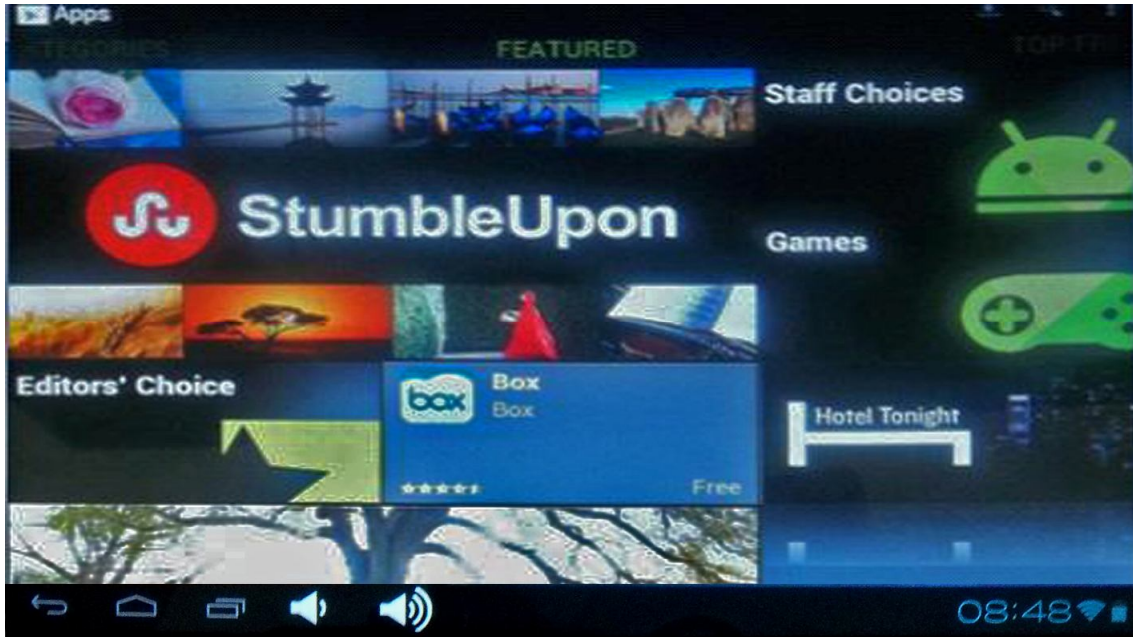 Apps
FEATURED
Staff Choices
StumbleUpon
Games
Editors' Choice
box
Box
Box
Free
Hotel Tonight
08:48